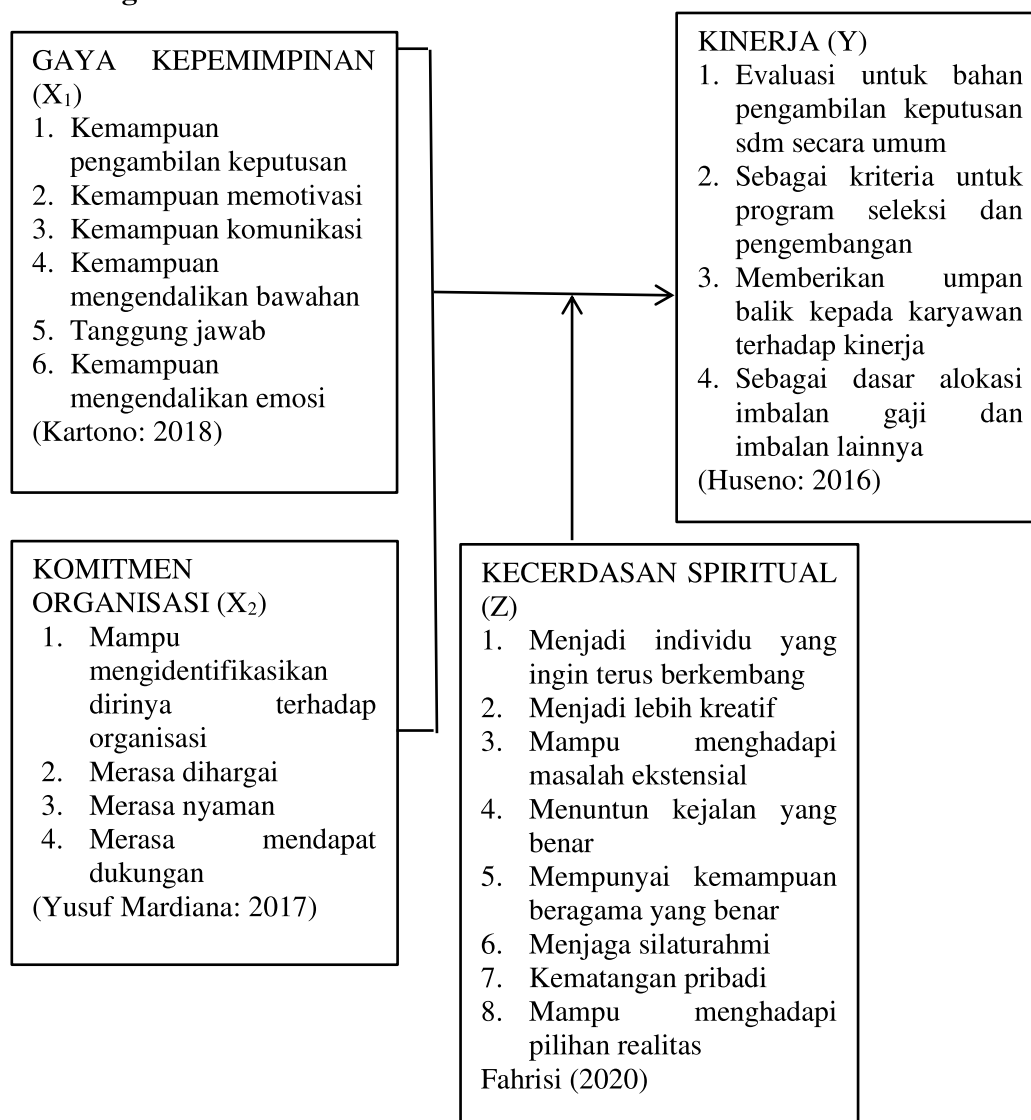 GAYA KEPEMIMPINAN
(X1)
1. Kemampuan
pengambilan keputusan
2. Kemampuan memotivasi
3. Kemampuan komunikasi
4. Kemampuan
mengendalikan bawahan
5. Tanggung jawab
6. Kemampuan
mengendalikan emosi
(Kartono: 2018)
KINERJA (Y)
1. Evaluasi untuk bahan
pengambilan keputusan
sdm secara umum
2. Sebagai kriteria untuk
program seleksi dan
pengembangan
3. Memberikan umpan
balik kepada karyawan
terhadap kinerja
4. Sebagai dasar alokasi
imbalan gaji dan
imbalan lainnya
(Huseno: 2016)
KOMITMEN
ORGANISASI (X2)
1. Mampu
mengidentifikasikan
dirinya terhadap
organisasi
2. Merasa dihargai
3. Merasa nyaman
4. Merasa mendapat
dukungan
(Yusuf Mardiana: 2017)
KECERDASAN SPIRITUAL
(Z)
1. Menjadi individu yang
ingin terus berkembang
2. Menjadi lebih kreatif
3. Mampu menghadapi
masalah ekstensial
4. Menuntun kejalan yang
benar
5. Mempunyai kemampuan
beragama yang benar
6. Menjaga silaturahmi
7. Kematangan pribadi
8. Mampu menghadapi
pilihan realitas
Fahrisi (2020)